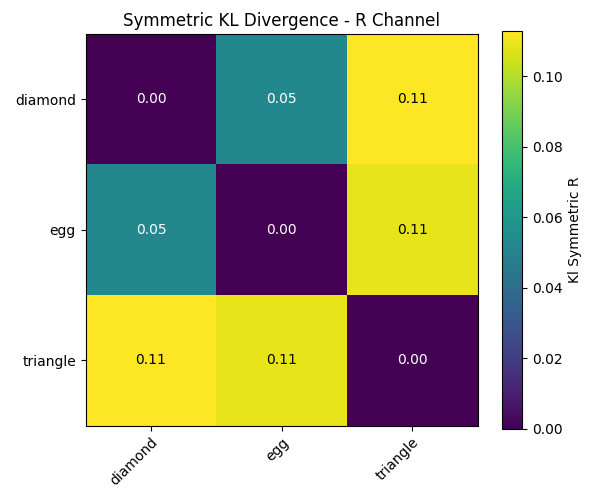 Symmetric KL Divergence - R Channel
diamond 0.00 0.05 0.11
egg 0.05 0.00 0.11
triangle 0.11 0.11 0.00
diamond egg triangle
0.10
0.08
0.06
0.04
0.02
0.00
Kl Symmetric R